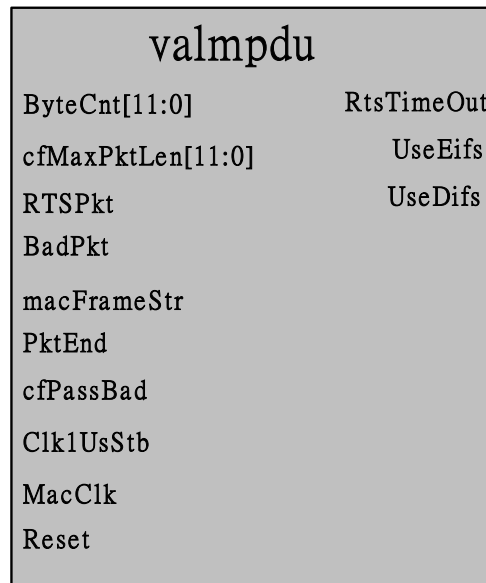 valmpdu
ByteCnt[11:0] RtsTimeOut
cfMaxPktLen[11:0] UseEifs
RTSPkt UseDifs
BadPkt
macFrameStr
PktEnd
cfPassBad
Clk1UsStb
MacClk
Reset